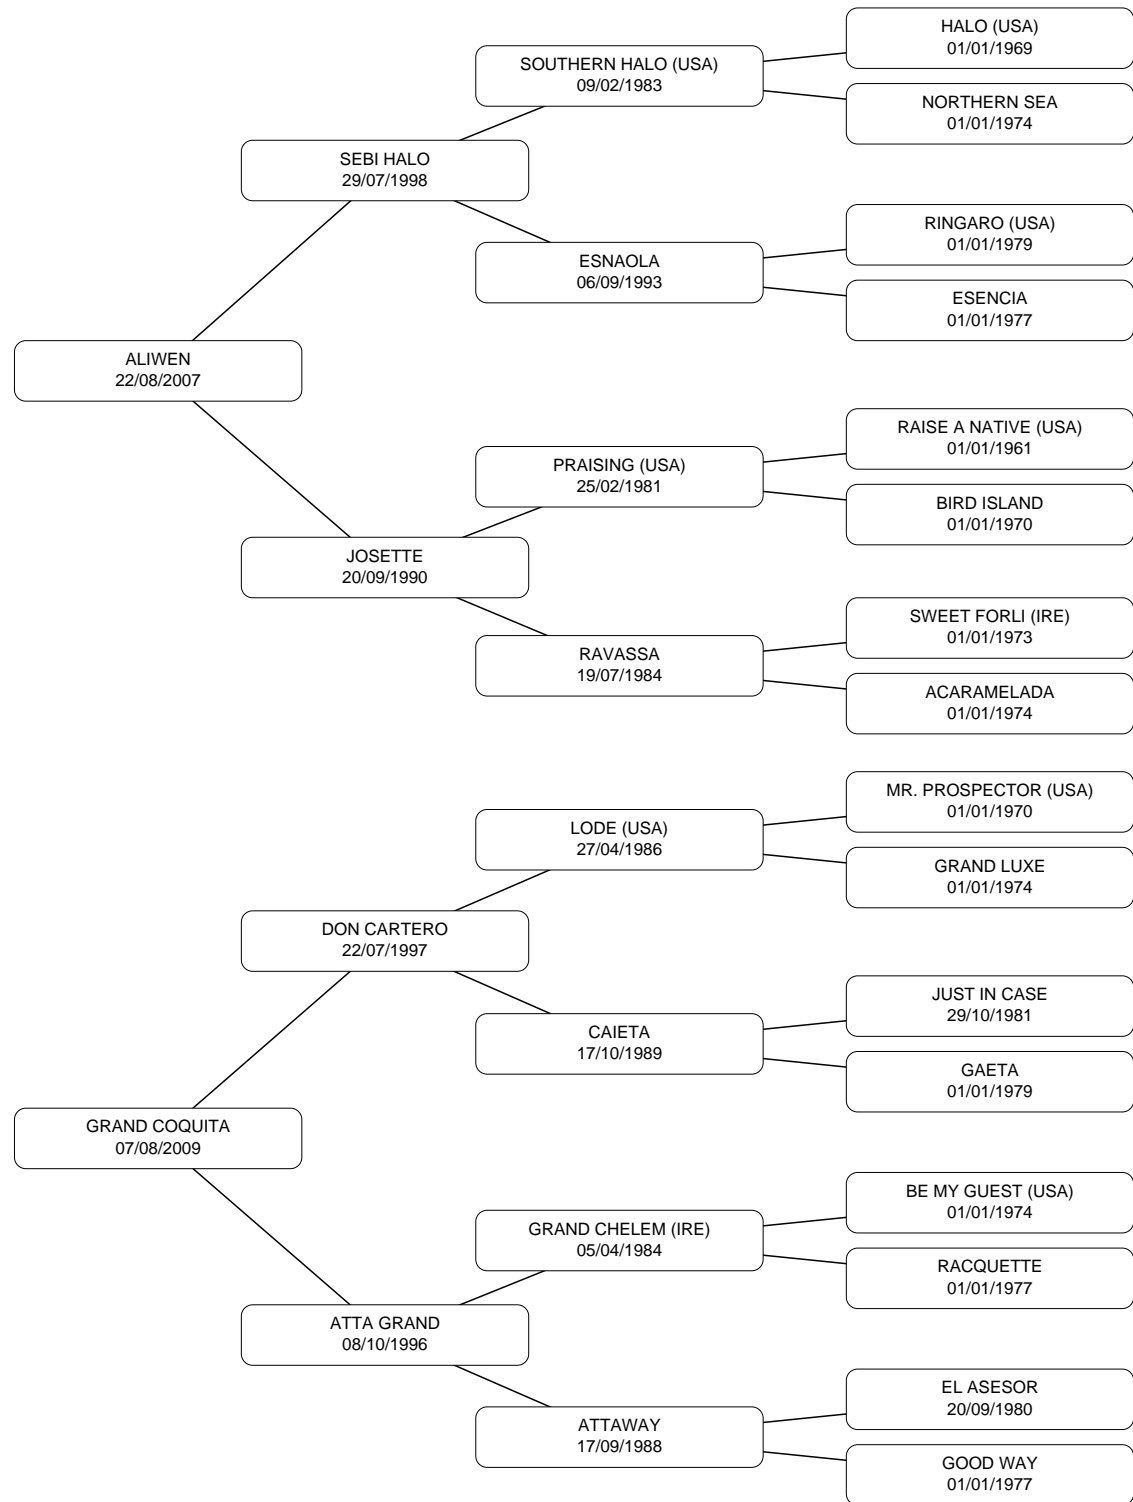 HALO (USA)
01/01/1969
SOUTHERN HALO (USA)
09/02/1983
NORTHERN SEA
01/01/1974
SEBI HALO
29/07/1998
RINGARO (USA)
01/01/1979
ESNAOLA
06/09/1993
ESENCIA
01/01/1977
ALIWEN
22/08/2007
RAISE A NATIVE (USA)
01/01/1961
PRAISING (USA)
25/02/1981
BIRD ISLAND
01/01/1970
JOSETTE
20/09/1990
SWEET FORLI (IRE)
01/01/1973
RAVASSA
19/07/1984
ACARAMELADA
01/01/1974
MR. PROSPECTOR (USA)
01/01/1970
LODE (USA)
27/04/1986
GRAND LUXE
01/01/1974
DON CARTERO
22/07/1997
JUST IN CASE
29/10/1981
CAIETA
17/10/1989
GAETA
01/01/1979
GRAND COQUITA
07/08/2009
BE MY GUEST (USA)
01/01/1974
GRAND CHELEM (IRE)
05/04/1984
RACQUETTE
01/01/1977
ATTA GRAND
08/10/1996
EL ASESOR
20/09/1980
ATTAWAY
17/09/1988
GOOD WAY
01/01/1977